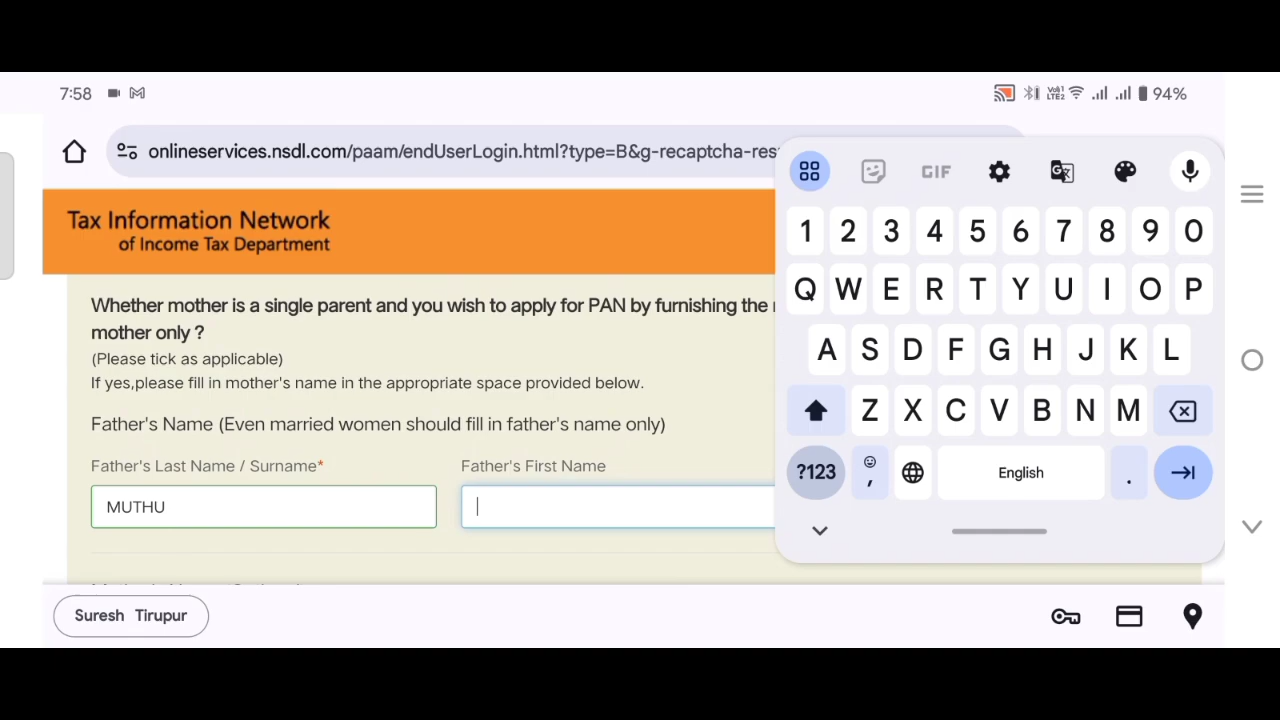 7:58
94%
onlineservices.nsdl.com/paam/endUserLogin.html?type=B&g-recaptcha-res
Tax Information Network
of Income Tax Department
Whether mother is a single parent and you wish to apply for PAN by furnishing the
mother only ?
(Please tick as applicable)
If yes,please fill in mother's name in the appropriate space provided below.
Father's Name (Even married women should fill in father's name only)
Father's Last Name / Surname*
Father's First Name
MUTHU
Suresh Tirupur
GIF
1 2 3 4 5 6 7 8 9 0
Q W E R T Y U I O P
A S D F G H J K L
Z X C V B N M
?123 , English .